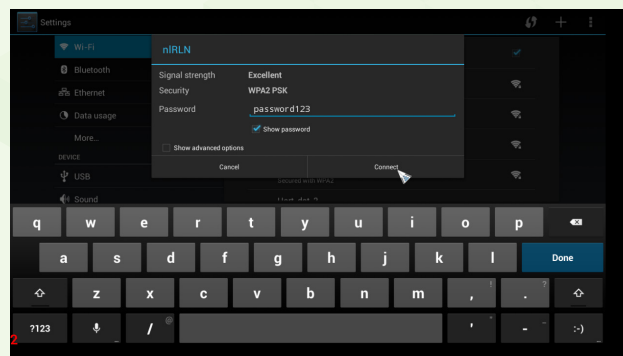 Settings
Wi-Fi
Bluetooth
Ethernet
Data usage
More...
DEVICE
USB
Sound
nlRLN
Signal strength Excellent
Security WPA2 PSK
Password password123
Show password
Show advanced options
Cancel Connect
Secured with WPA2
q w e r t y u i o p
a s d f g h j k l Done
z x c v b n m , ! . ?
?123 / @ ' " - _ :-)
2